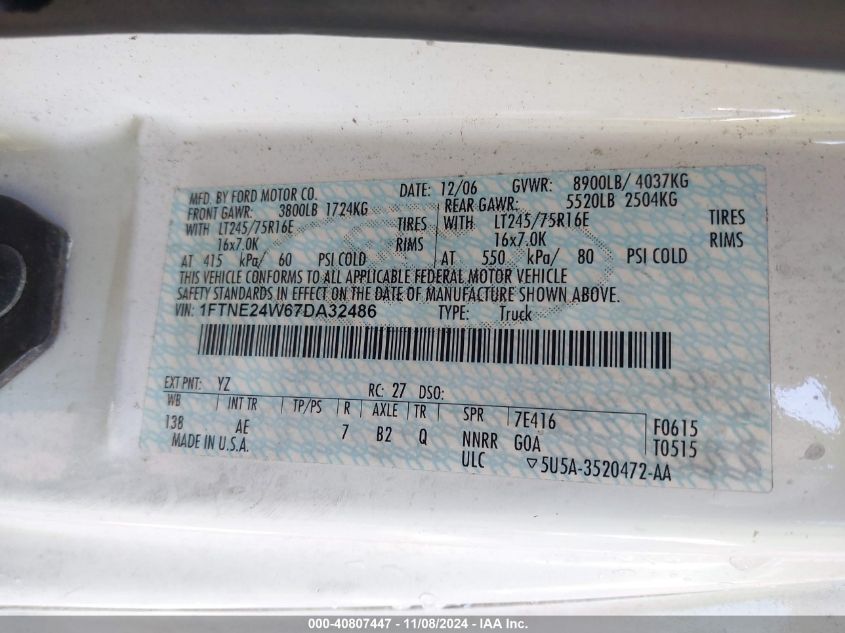 MFD. BY FORD MOTOR CO. DATE: 12/06 GVWR: 8900LB/ 4037KG
FRONT GAWR: 3800LB 1724KG REAR GAWR: 5520LB 2504KG
WITH LT245/75R16E TIRES WITH LT245/75R16E TIRES
16x7.0K RIMS 16x7.0K RIMS
AT 415 kPa/ 60 PSI COLD AT 550 kPa/ 80 PSI COLD
THIS VEHICLE CONFORMS TO ALL APPLICABLE FEDERAL MOTOR VEHICLE
SAFETY STANDARDS IN EFFECT ON THE DATE OF MANUFACTURE SHOWN ABOVE.
VIN: 1FTNE24W67DA32486 TYPE: Truck
EXT PNT: YZ RC: 27 DSO:
WB INT TR TP/PS R AXLE TR SPR 7E416 F0615
138 AE 7 B2 Q NNRR GOA T0515
MADE IN U.S.A. ULC ▽5U5A-3520472-AA
000-40807447 - 11/08/2024 - IAAI.com